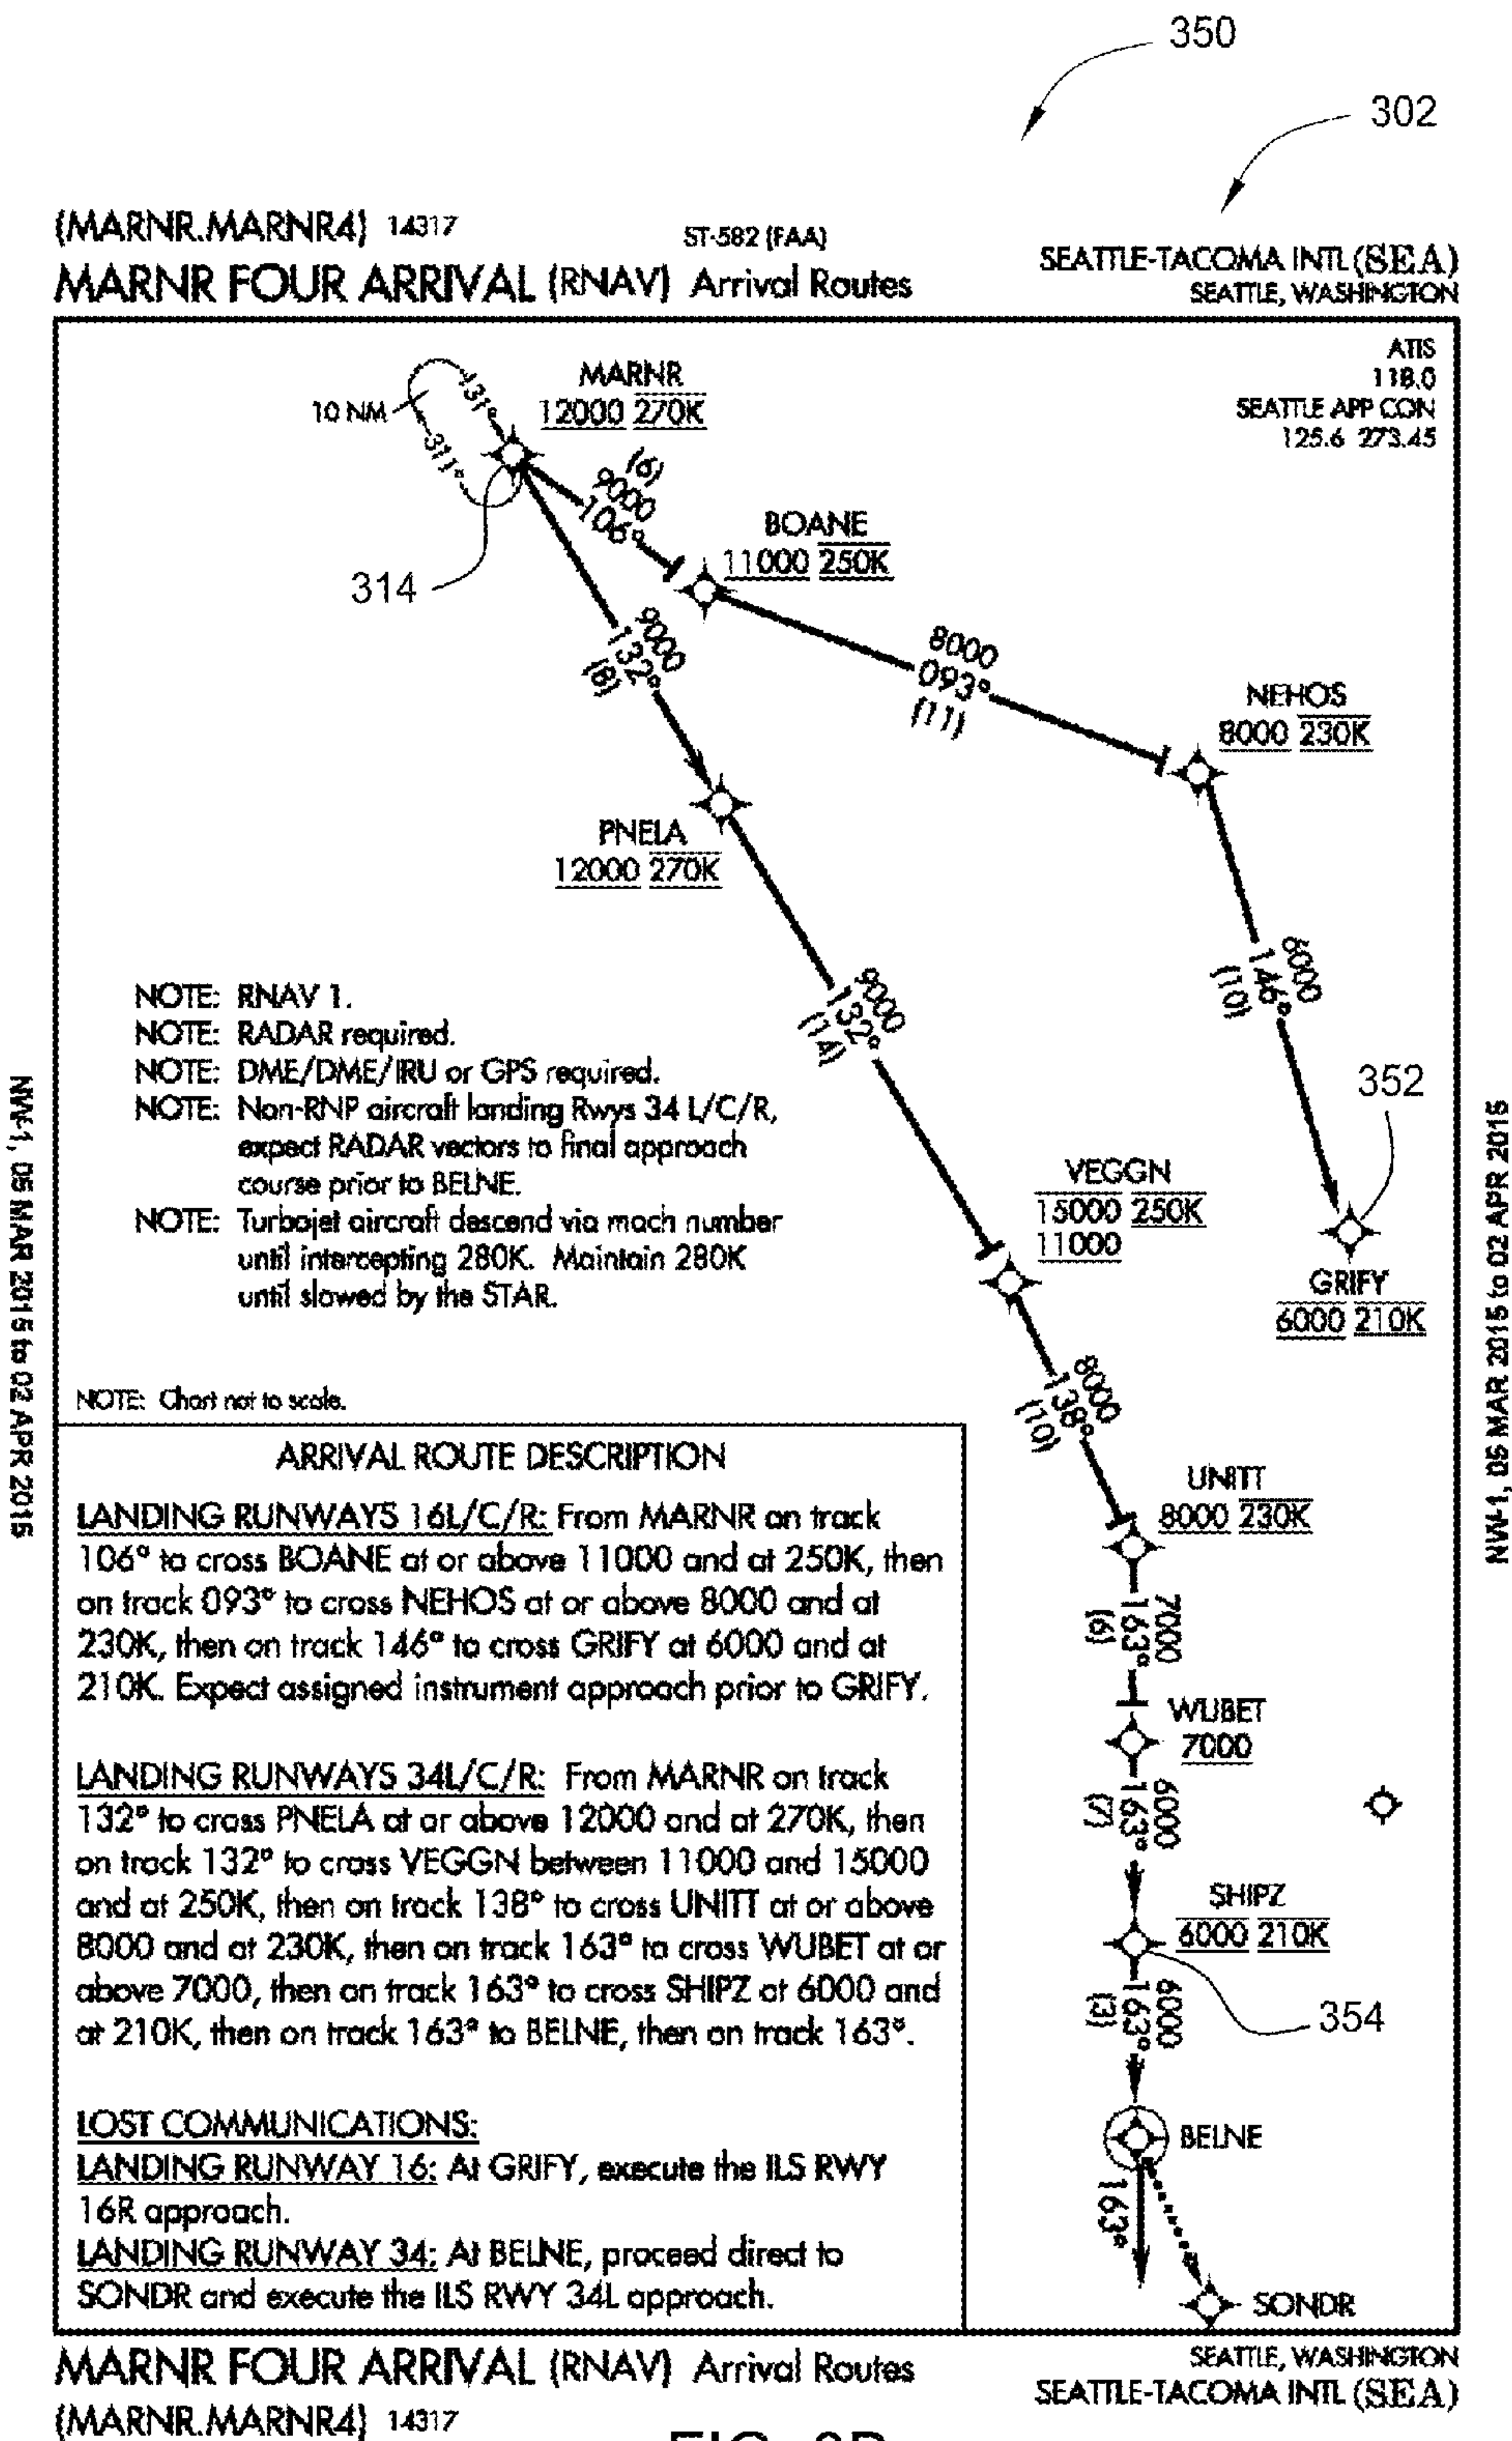 350
302
(MARNR.MARNR4) 14317
ST-582 (FAA)
SEATTLE-TACOMA INTL (SEA)
MARNR FOUR ARRIVAL (RNAV) Arrival Routes
SEATTLE, WASHINGTON
ATIS
118.0
SEATTLE APP CON
125.6 273.45
MARNR
12000 270K
10 NM
131°
311°
314
(6)
9000
106°
BOANE
11000 250K
9000
132°
(8)
8000
093°
(11)
NEHOS
8000 230K
PNELA
12000 270K
6000
146°
(10)
9000
132°
(14)
NOTE: RNAV 1.
NOTE: RADAR required.
NOTE: DME/DME/IRU or GPS required.
NOTE: Non-RNP aircraft landing Rwys 34 L/C/R,
expect RADAR vectors to final approach
course prior to BELNE.
NOTE: Turbojet aircraft descend via mach number
until intercepting 280K. Maintain 280K
until slowed by the STAR.
352
VEGGN
15000 250K
11000
GRIFY
6000 210K
NOTE: Chart not to scale.
8000
138°
(10)
UNITT
8000 230K
7000
163°
(6)
WUBET
7000
6000
163°
(7)
SHIPZ
6000 210K
354
6000
163°
(3)
BELNE
163°
SONDR
ARRIVAL ROUTE DESCRIPTION
LANDING RUNWAYS 16L/C/R: From MARNR on track
106° to cross BOANE at or above 11000 and at 250K, then
on track 093° to cross NEHOS at or above 8000 and at
230K, then on track 146° to cross GRIFY at 6000 and at
210K. Expect assigned instrument approach prior to GRIFY.
LANDING RUNWAYS 34L/C/R: From MARNR on track
132° to cross PNELA at or above 12000 and at 270K, then
on track 132° to cross VEGGN between 11000 and 15000
and at 250K, then on track 138° to cross UNITT at or above
8000 and at 230K, then on track 163° to cross WUBET at or
above 7000, then on track 163° to cross SHIPZ at 6000 and
at 210K, then on track 163° to BELNE, then on track 163°.
LOST COMMUNICATIONS:
LANDING RUNWAY 16: At GRIFY, execute the ILS RWY
16R approach.
LANDING RUNWAY 34: At BELNE, proceed direct to
SONDR and execute the ILS RWY 34L approach.
NW-1, 05 MAR 2015 to 02 APR 2015
NW-1, 05 MAR 2015 to 02 APR 2015
MARNR FOUR ARRIVAL (RNAV) Arrival Routes
SEATTLE, WASHINGTON
(MARNR.MARNR4) 14317
SEATTLE-TACOMA INTL (SEA)